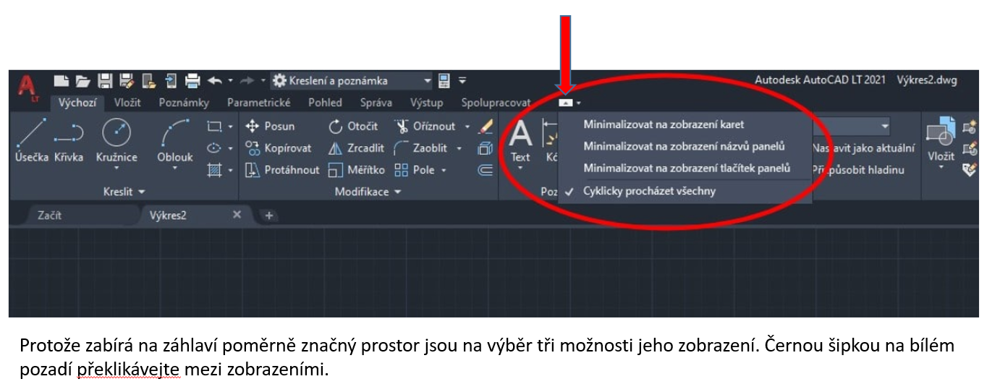 Kreslení a poznámka
Autodesk AutoCAD LT 2021 Výkres2.dwg
A
LT
Výchozí Vložit Poznámky Parametrické Pohled Správa Výstup Spolupracovat
Minimalizovat na zobrazení karet
Minimalizovat na zobrazení názvů panelů
Minimalizovat na zobrazení tlačítek panelů
Cyklicky procházet všechny
Posun Otočit Oříznout
Kopírovat Zrcadlit Zaoblit
Protáhnout Měřítko Pole
Úsečka Křivka Kružnice Oblouk
A
Text Kó
Nastavit jako aktuální
Přizpůsobit hladinu
Vložit
Kreslit Modifikace Poz
Začít Výkres2
Protože zabírá na záhlaví poměrně značný prostor jsou na výběr tři možnosti jeho zobrazení. Černou šipkou na bílém
pozadí překlikávejte mezi zobrazeními.